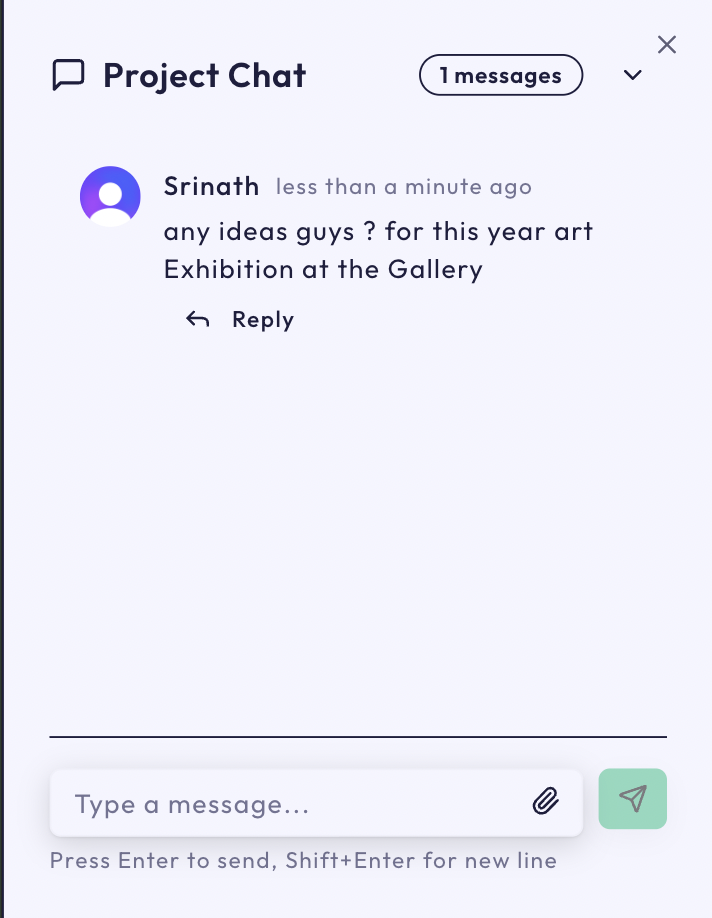 Project Chat
1 messages
Srinath less than a minute ago
any ideas guys ? for this year art
Exhibition at the Gallery
Reply
Type a message...
Press Enter to send, Shift+Enter for new line